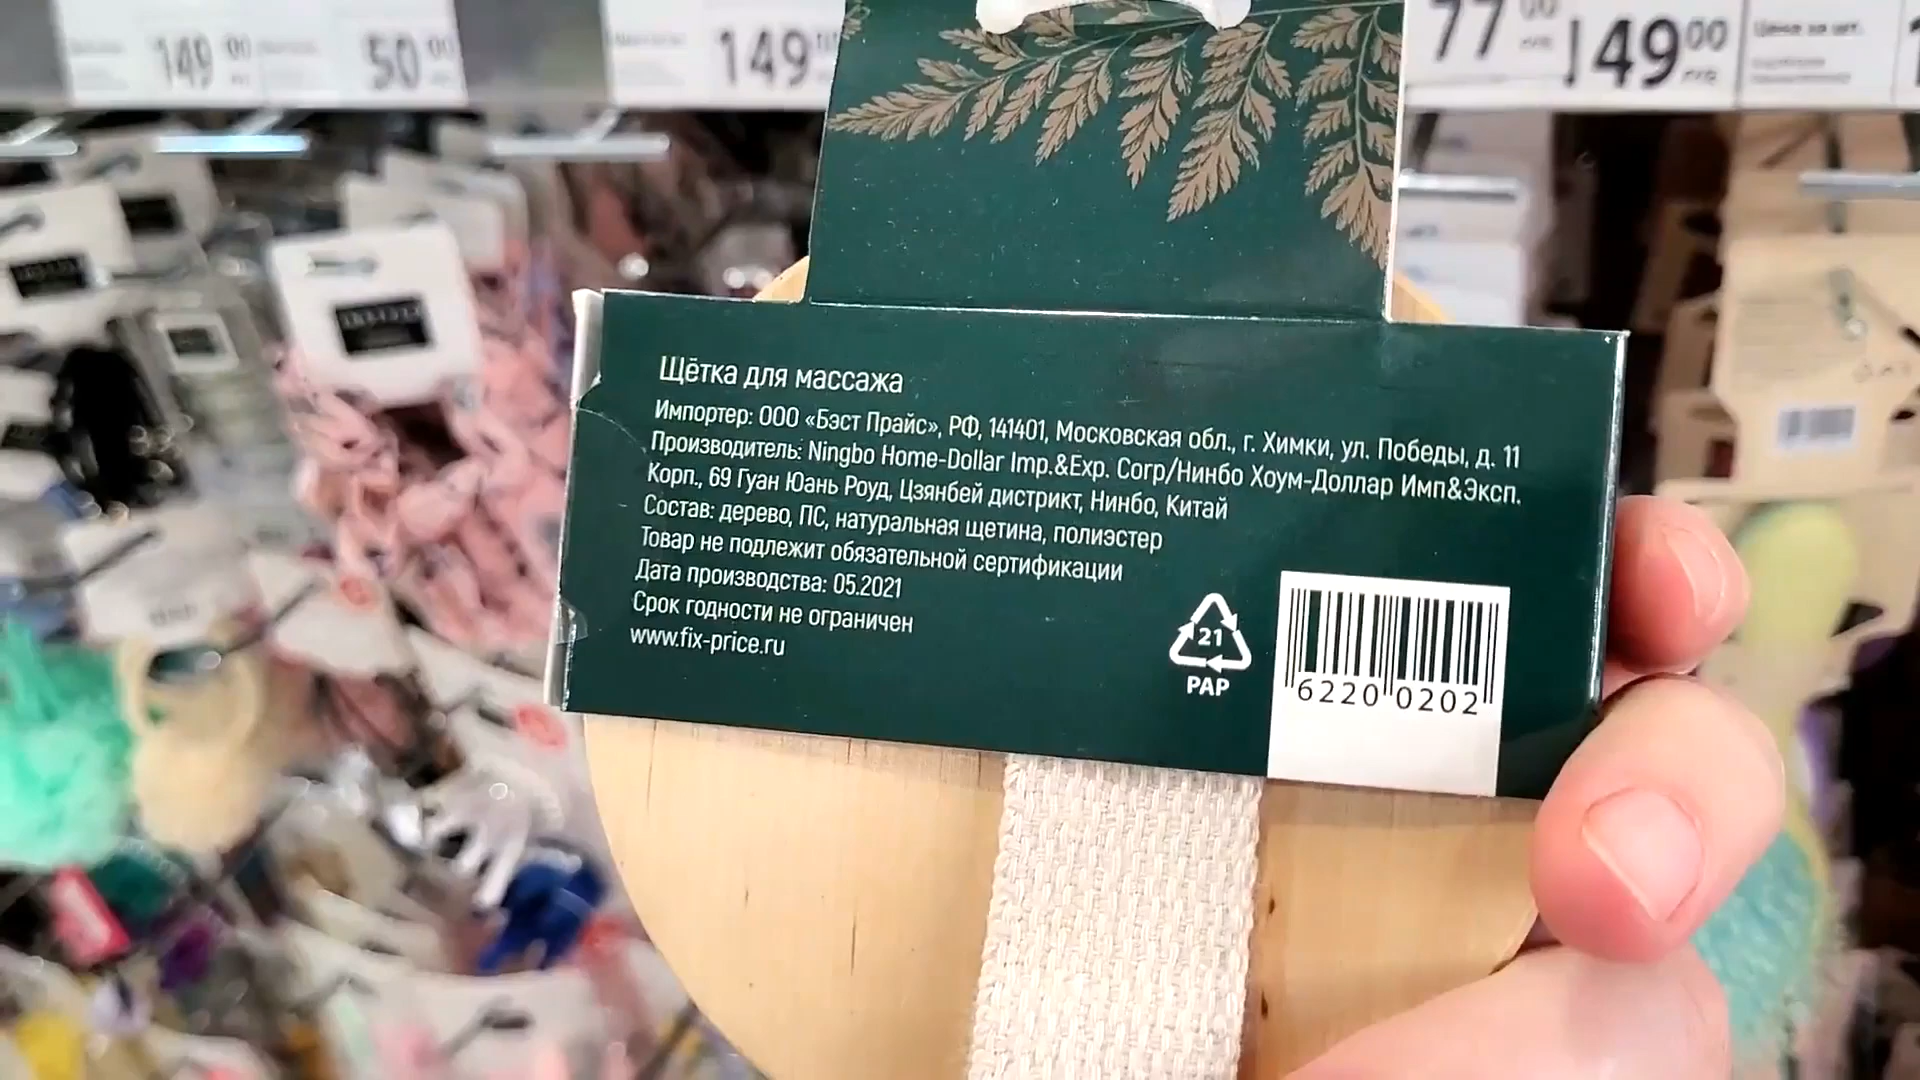 149 00
50 00
149
77 00
149 00 РУБ
Цена за шт.
Щётка для массажа
Импортер: ООО «Бэст Прайс», РФ, 141401, Московская обл., г. Химки, ул. Победы, д. 11
Производитель: Ningbo Home-Dollar Imp.&Exp. Corp/Нинбо Хоум-Доллар Имп&Эксп.
Корп., 69 Гуан Юань Роуд, Цзянбей дистрикт, Нинбо, Китай
Состав: дерево, ПС, натуральная щетина, полиэстер
Товар не подлежит обязательной сертификации
Дата производства: 05.2021
Срок годности не ограничен
www.fix-price.ru
21
PAP
6220 0202